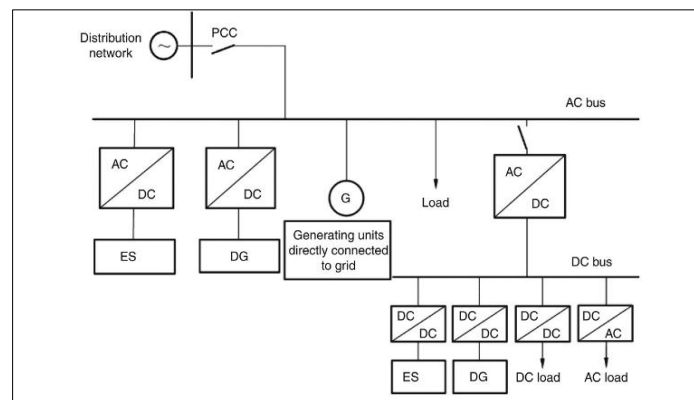 PCC
Distribution
network
AC bus
AC
DC
AC
DC
AC
DC
G
Load
Generating units
directly connected
to grid
ES
DG
DC bus
DC
DC
DC
DC
DC
DC
DC
AC
ES
DG
DC load
AC load